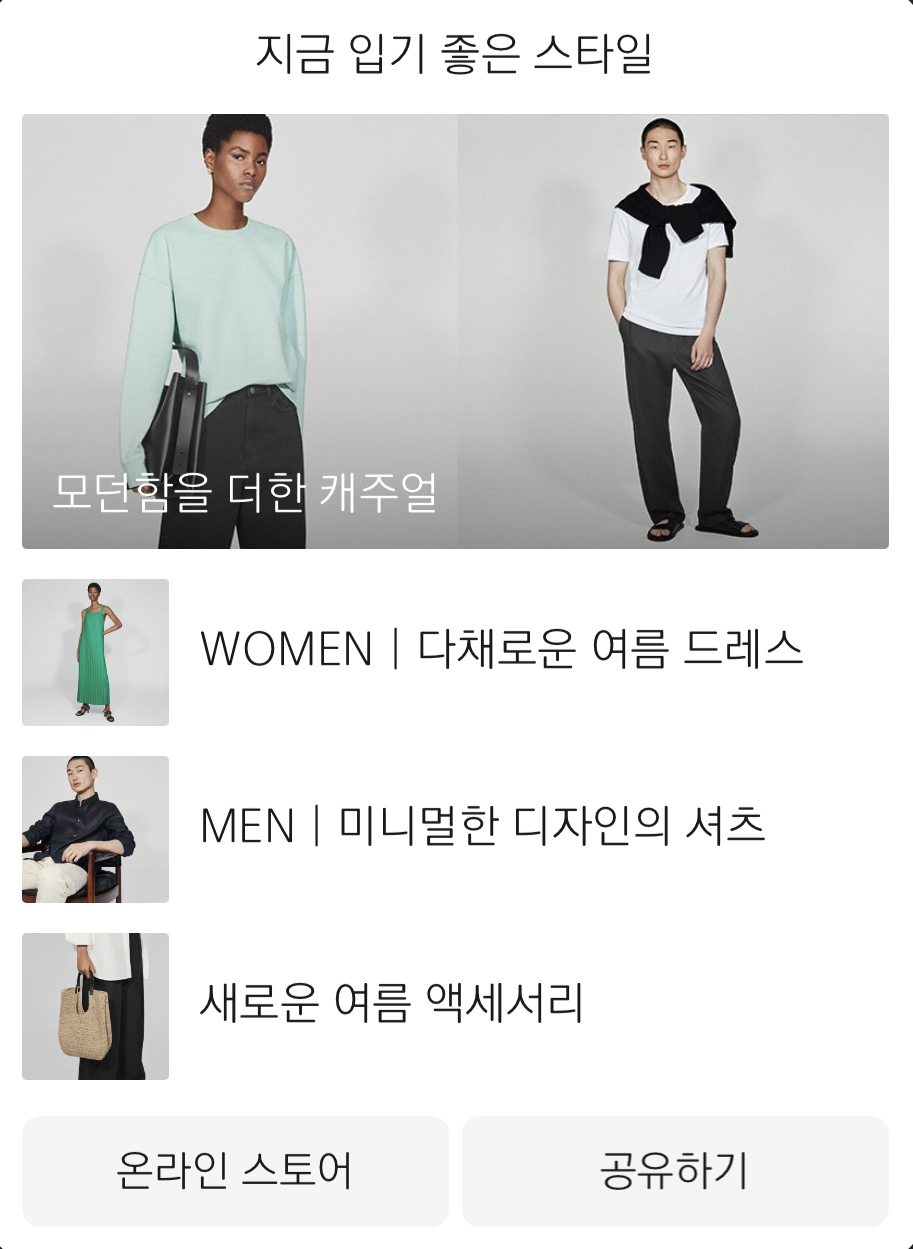 지금 입기 좋은 스타일
모던함을 더한 캐주얼
WOMEN | 다채로운 여름 드레스
MEN | 미니멀한 디자인의 셔츠
새로운 여름 액세서리
온라인 스토어
공유하기